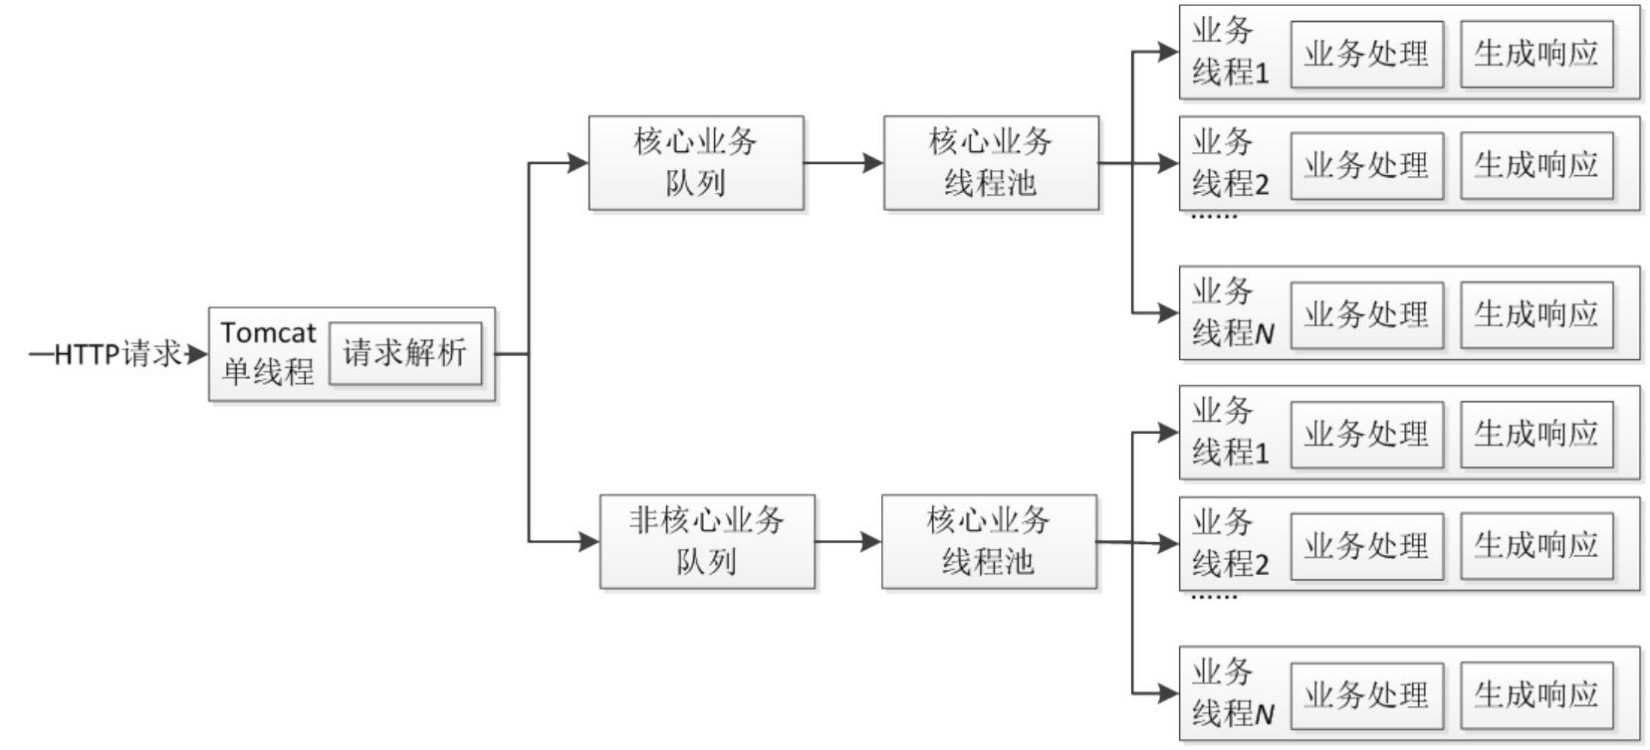 HTTP请求
Tomcat
单线程
请求解析
核心业务
队列
核心业务
线程池
业务
线程1
业务处理
生成响应
业务
线程2
业务处理
生成响应
......
业务
线程N
业务处理
生成响应
非核心业务
队列
核心业务
线程池
业务
线程1
业务处理
生成响应
业务
线程2
业务处理
生成响应
......
业务
线程N
业务处理
生成响应